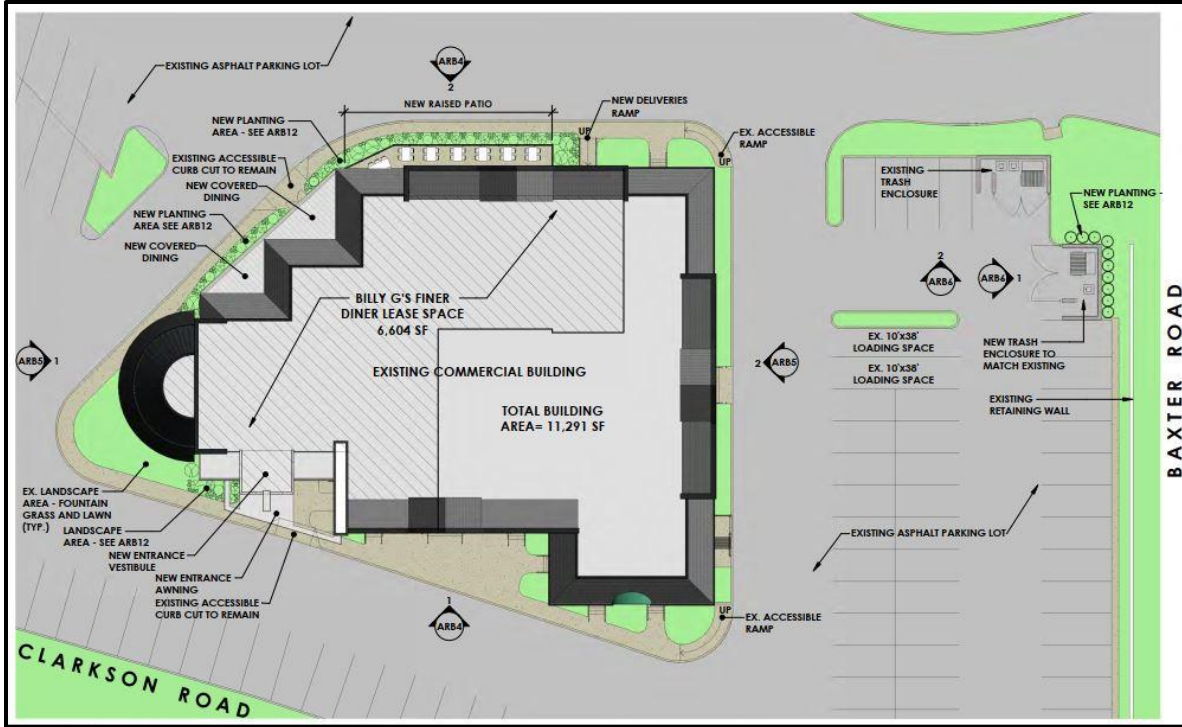 EXISTING ASPHALT PARKING LOT
ARB4
2
NEW RAISED PATIO
NEW DELIVERIES
RAMP
UP
EX. ACCESSIBLE
RAMP
UP
NEW PLANTING
AREA - SEE ARB12
EXISTING ACCESSIBLE
CURB CUT TO REMAIN
NEW COVERED
DINING
NEW PLANTING
AREA SEE ARB12
NEW COVERED
DINING
EXISTING
TRASH
ENCLOSURE
NEW PLANTING -
SEE ARB12
2
ARB6
ARB6
1
BILLY G'S FINER
DINER LEASE SPACE
6,604 SF
EXISTING COMMERCIAL BUILDING
TOTAL BUILDING
AREA= 11,291 SF
ARB5
1
2
ARB5
EX. 10'x38'
LOADING SPACE
EX. 10'x38'
LOADING SPACE
NEW TRASH
ENCLOSURE TO
MATCH EXISTING
EXISTING
RETAINING WALL
BAXTER ROAD
EX. LANDSCAPE
AREA - FOUNTAIN
GRASS AND LAWN
(TYP.)
LANDSCAPE
AREA - SEE ARB12
NEW ENTRANCE
VESTIBULE
NEW ENTRANCE
AWNING
EXISTING ACCESSIBLE
CURB CUT TO REMAIN
1
ARB4
EXISTING ASPHALT PARKING LOT
UP
EX. ACCESSIBLE
RAMP
CLARKSON ROAD